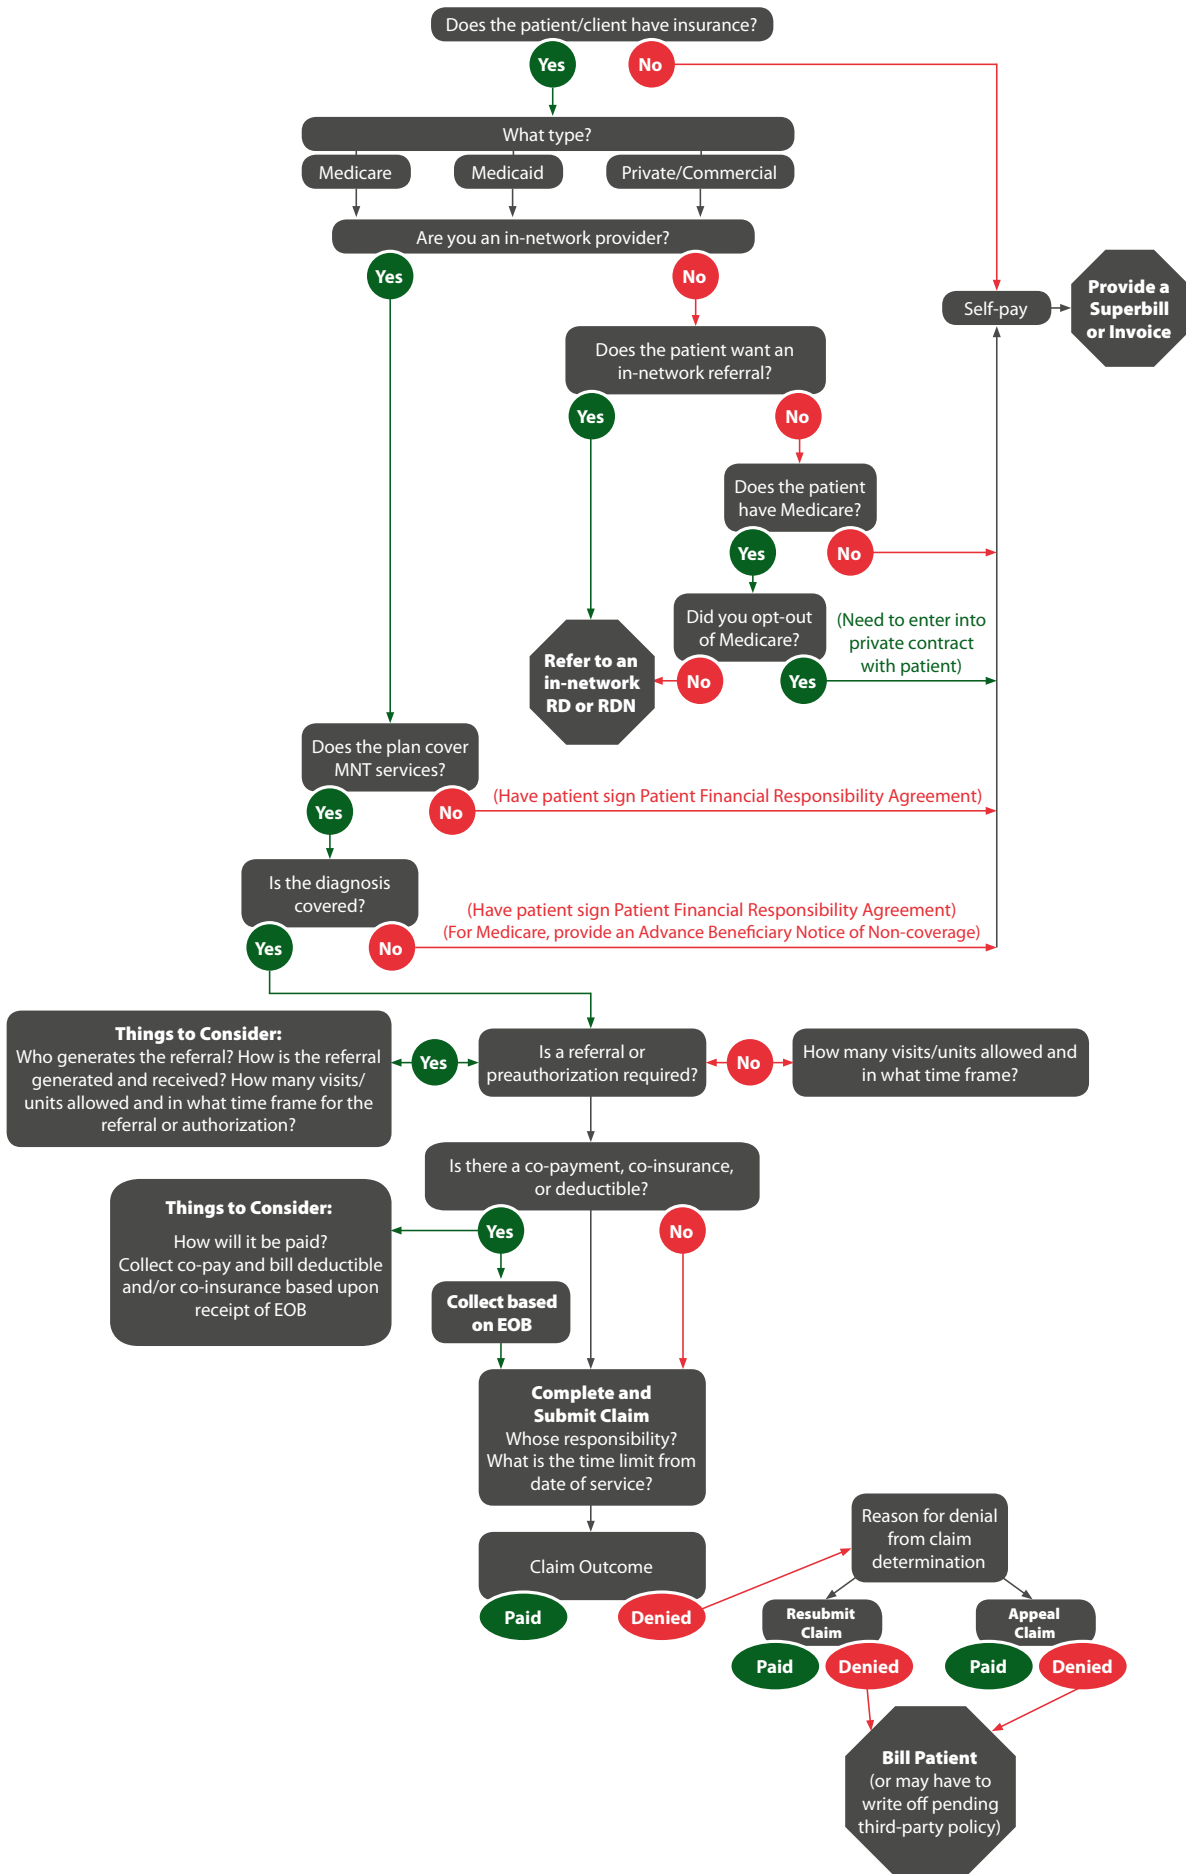 Does the patient/client have insurance?
Yes
No
What type?
Medicare
Medicaid
Private/Commercial
Are you an in-network provider?
Yes
No
Self-pay
Provide a
Superbill
or Invoice
Does the patient want an
in-network referral?
Yes
No
Does the patient
have Medicare?
Yes
No
Did you opt-out
of Medicare?
No
Yes
(Need to enter into
private contract
with patient)
Refer to an
in-network
RD or RDN
Does the plan cover
MNT services?
Yes
No
(Have patient sign Patient Financial Responsibility Agreement)
Is the diagnosis
covered?
Yes
No
(Have patient sign Patient Financial Responsibility Agreement)
(For Medicare, provide an Advance Beneficiary Notice of Non-coverage)
Things to Consider:
Who generates the referral? How is the referral
generated and received? How many visits/
units allowed and in what time frame for the
referral or authorization?
Yes
Is a referral or
preauthorization required?
No
How many visits/units allowed and
in what time frame?
Is there a co-payment, co-insurance,
or deductible?
Yes
No
Things to Consider:
How will it be paid?
Collect co-pay and bill deductible
and/or co-insurance based upon
receipt of EOB
Collect based
on EOB
Complete and
Submit Claim
Whose responsibility?
What is the time limit from
date of service?
Claim Outcome
Paid
Denied
Reason for denial
from claim
determination
Resubmit
Claim
Paid
Denied
Appeal
Claim
Paid
Denied
Bill Patient
(or may have to
write off pending
third-party policy)